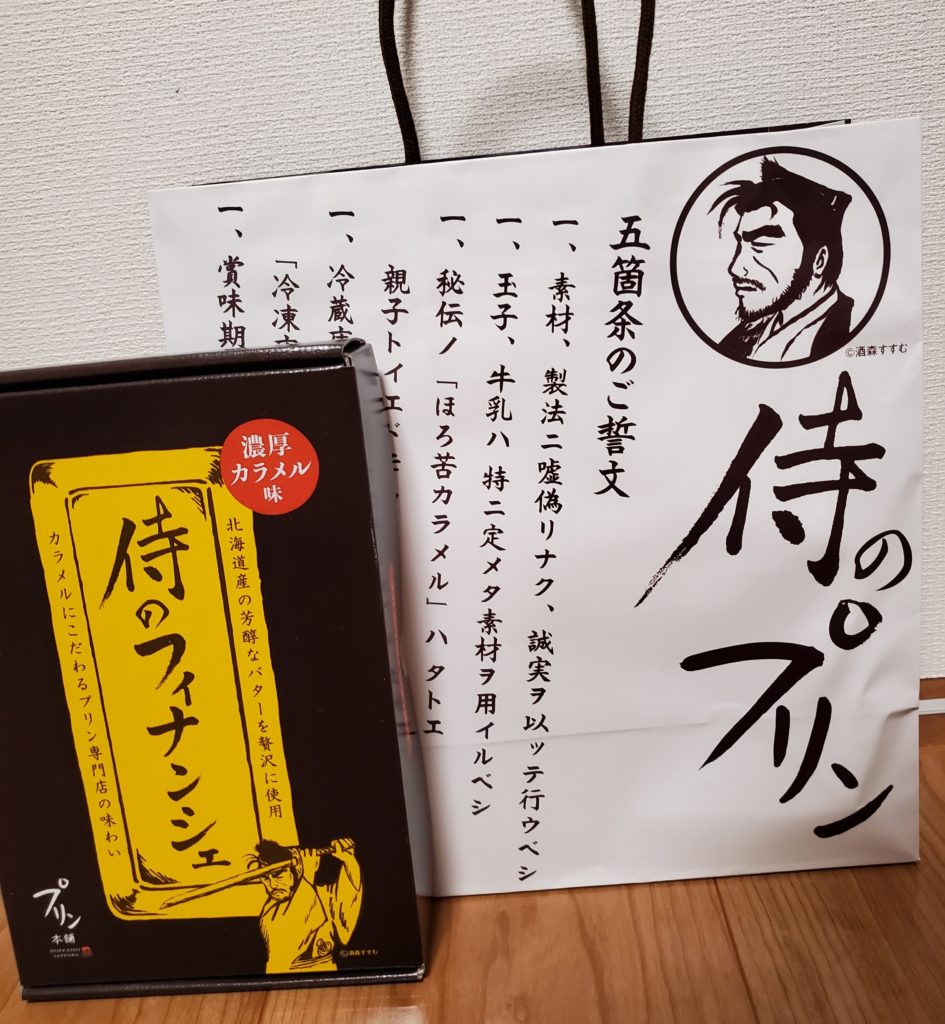 ©酒森すすむ
侍のプリン
五箇条のご誓文
一、素材、製法ニ嘘偽リナク、誠実ヲ以ッテ行ウベシ
一、玉子、牛乳ハ 特ニ定メタ素材ヲ用イルベシ
一、秘伝ノ「ほろ苦カラメル」ハ タトエ
親子トイエド
一、冷蔵庫
「冷凍
一、賞味期
濃厚
カラメル
味
北海道産の芳醇なバターを贅沢に使用
侍のフィナンシェ
カラメルにこだわるプリン専門店の味わい
プリン
本舗
HOKKAIDO
SAPPORO
©酒森すすむ